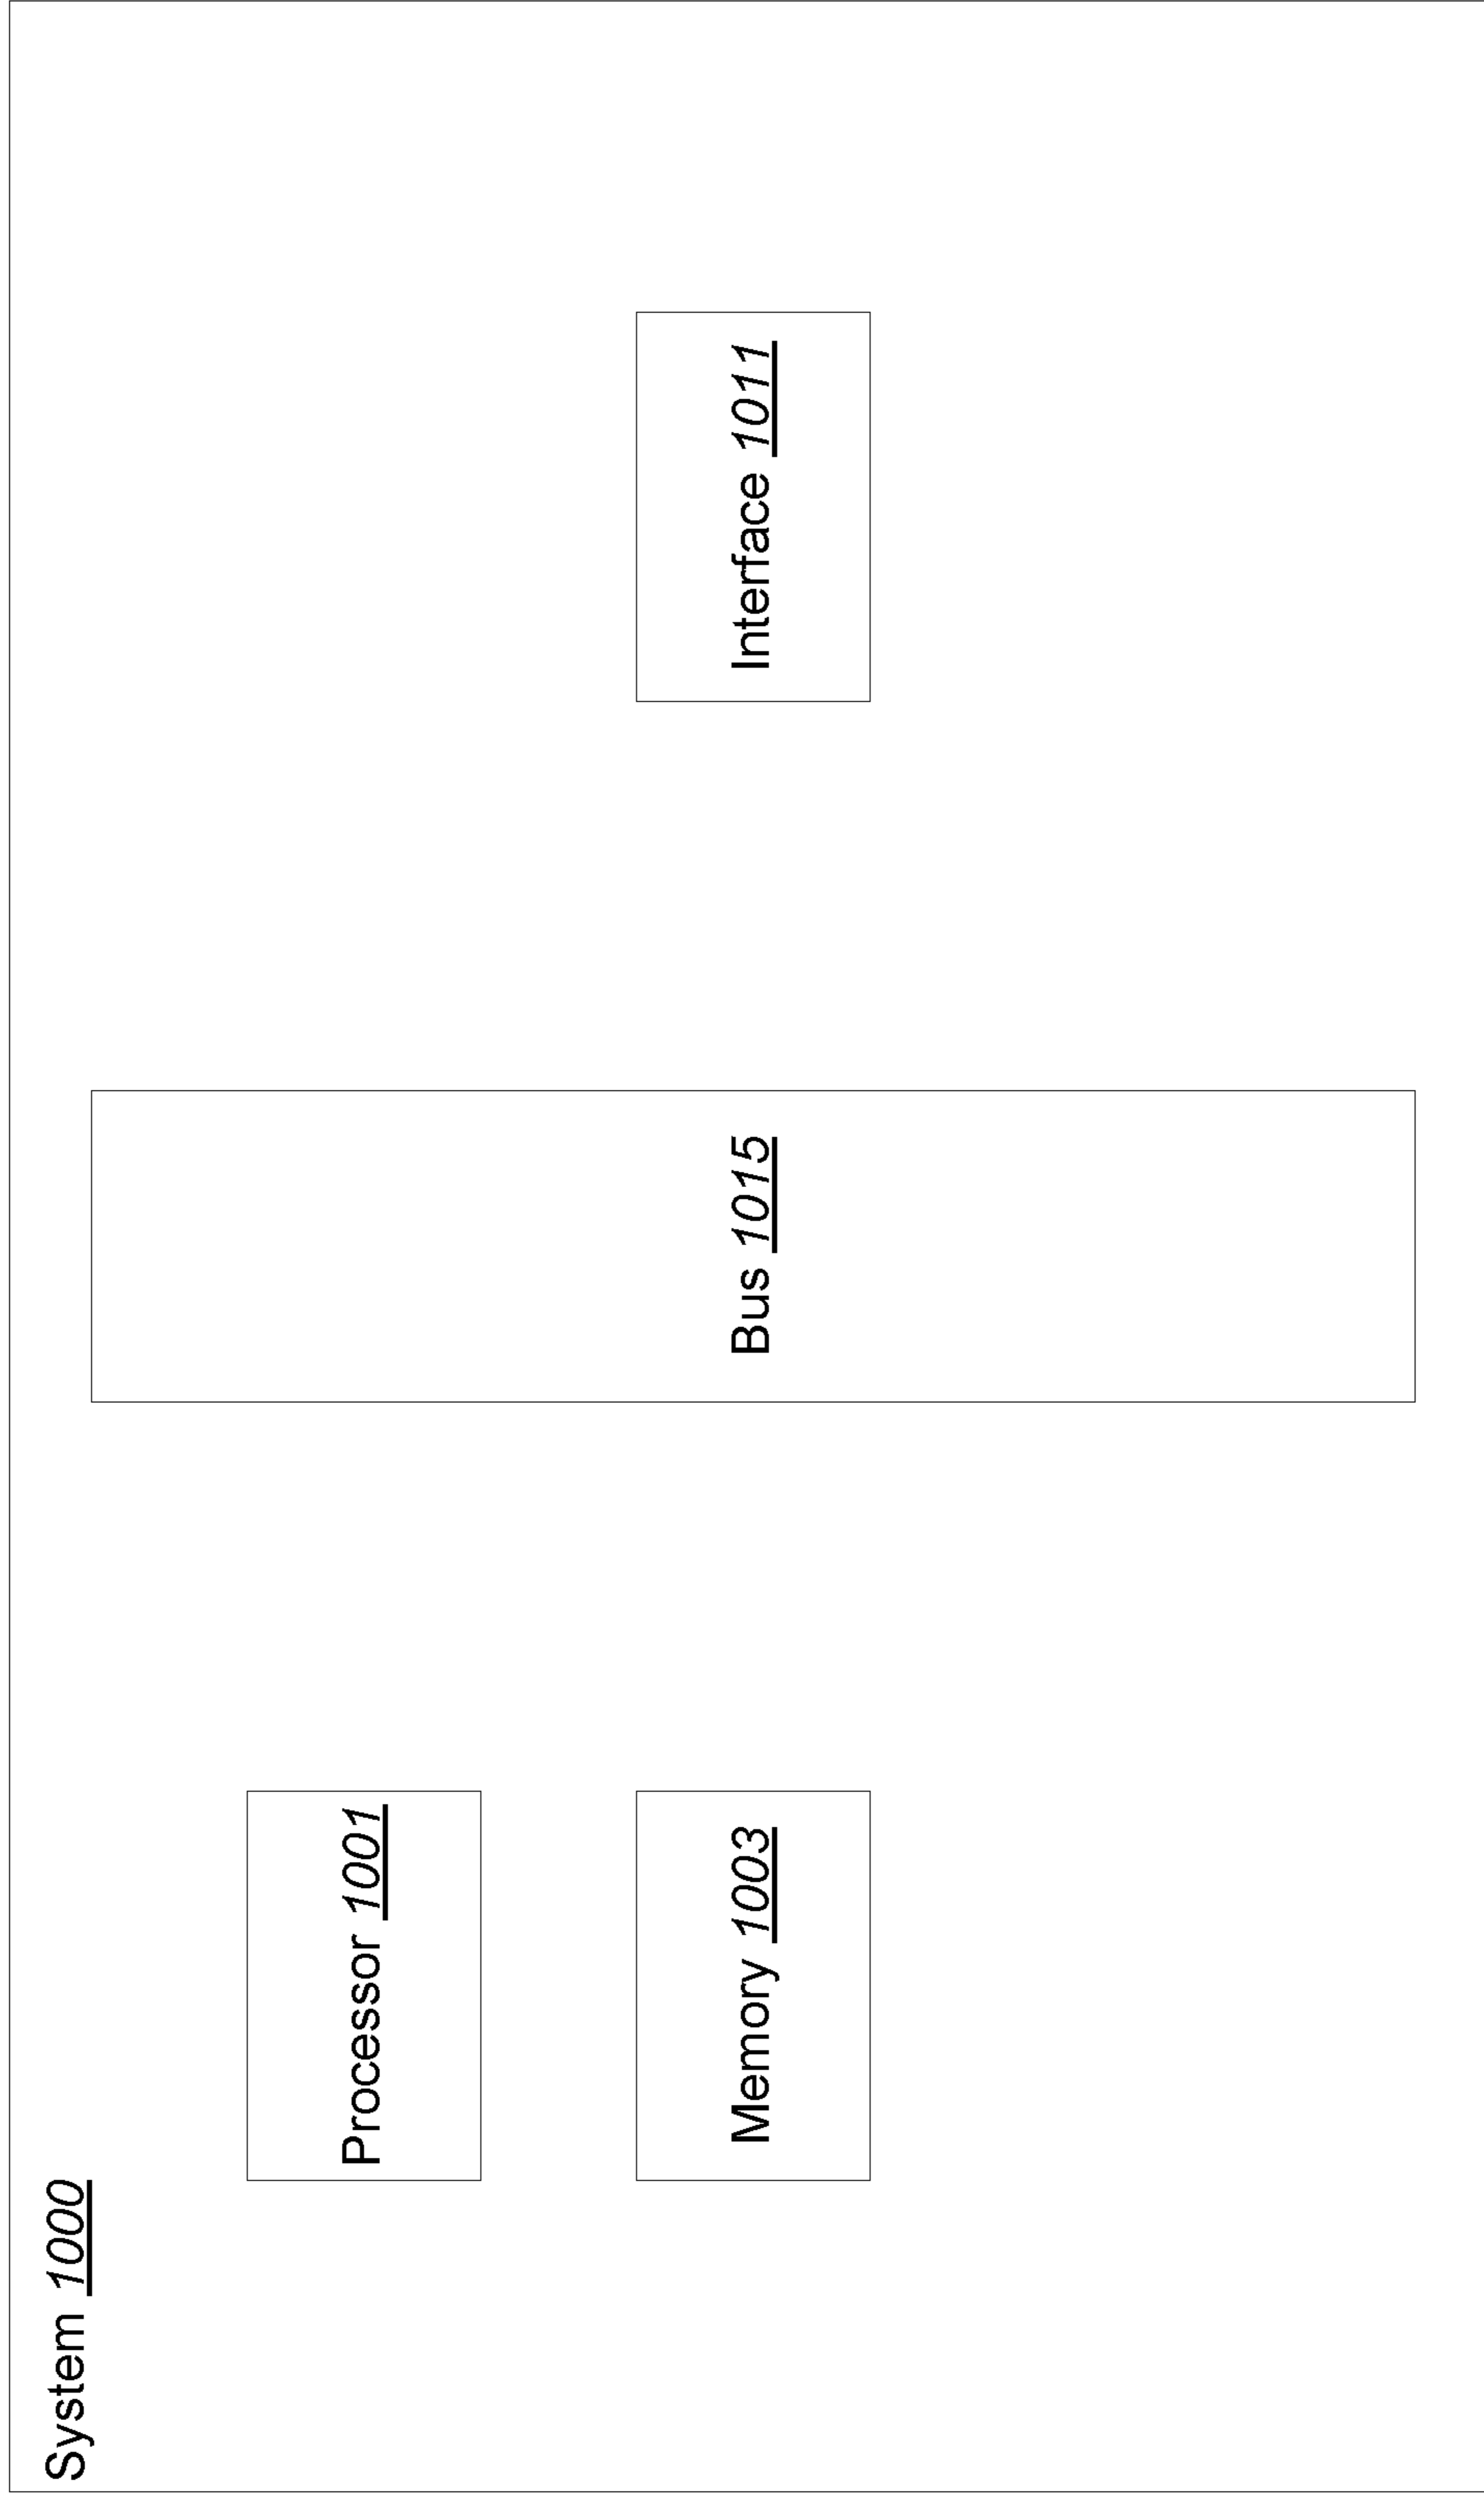 System 1000
Processor 1001
Memory 1003
Bus 1015
Interface 1011